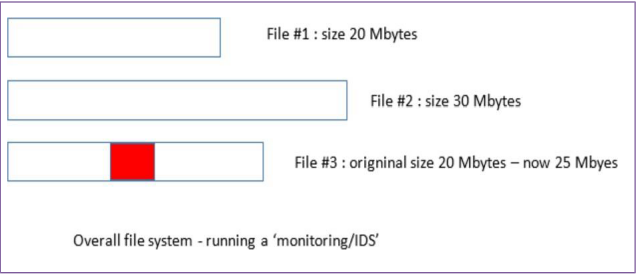 File #1 : size 20 Mbytes
File #2 : size 30 Mbytes
File #3 : origninal size 20 Mbytes – now 25 Mbyes
Overall file system - running a ‘monitoring/IDS’